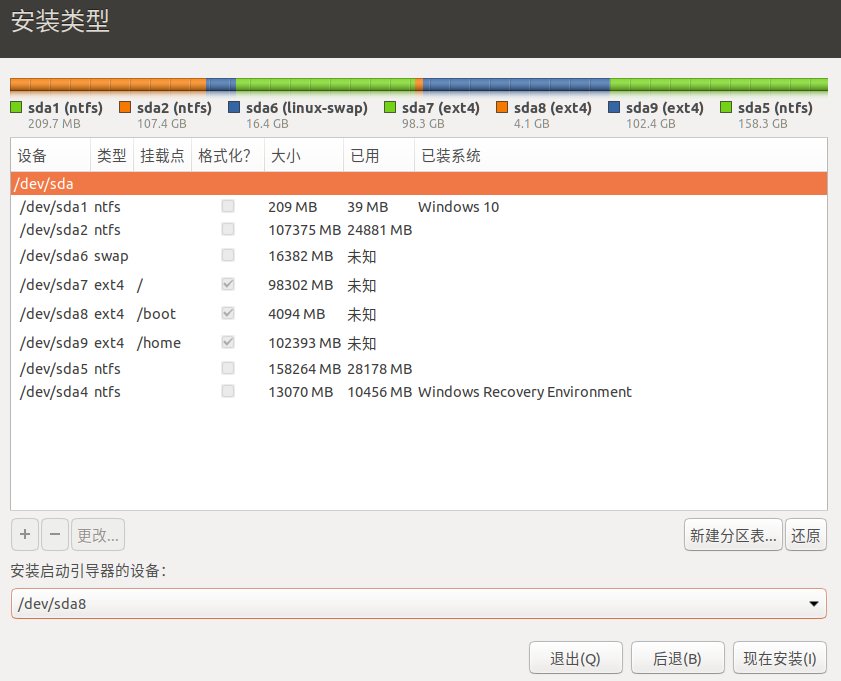 安装类型
sda1 (ntfs) sda2 (ntfs) sda6 (linux-swap) sda7 (ext4) sda8 (ext4) sda9 (ext4) sda5 (ntfs)
209.7 MB 107.4 GB 16.4 GB 98.3 GB 4.1 GB 102.4 GB 158.3 GB
设备 类型 挂载点 格式化? 大小 已用 已装系统
/dev/sda
/dev/sda1 ntfs 209 MB 39 MB Windows 10
/dev/sda2 ntfs 107375 MB 24881 MB
/dev/sda6 swap 16382 MB 未知
/dev/sda7 ext4 / 98302 MB 未知
/dev/sda8 ext4 /boot 4094 MB 未知
/dev/sda9 ext4 /home 102393 MB 未知
/dev/sda5 ntfs 158264 MB 28178 MB
/dev/sda4 ntfs 13070 MB 10456 MB Windows Recovery Environment
+ − 更改... 新建分区表... 还原
安装启动引导器的设备:
/dev/sda8
退出(Q) 后退(B) 现在安装(I)